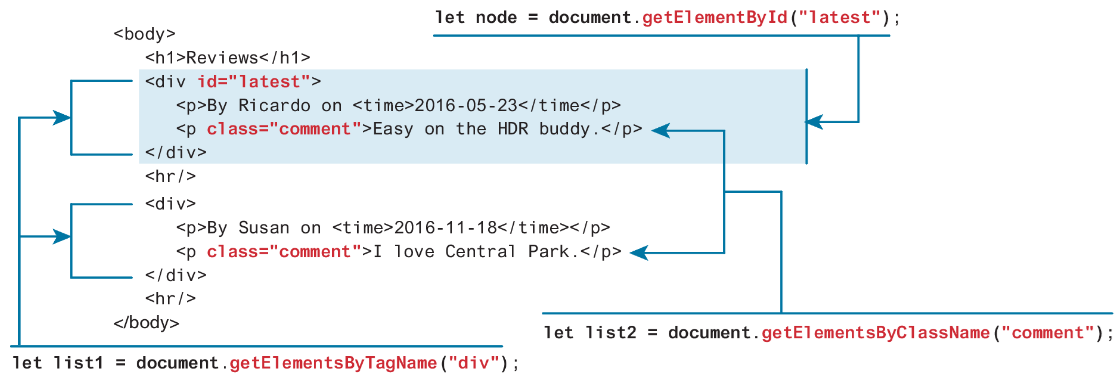 let node = document.getElementById("latest");
<body>
<h1>Reviews</h1>
<div id="latest">
<p>By Ricardo on <time>2016-05-23</time></p>
<p class="comment">Easy on the HDR buddy.</p>
</div>
<hr/>
<div>
<p>By Susan on <time>2016-11-18</time></p>
<p class="comment">I love Central Park.</p>
</div>
<hr/>
</body>
let list2 = document.getElementsByClassName("comment");
let list1 = document.getElementsByTagName("div");